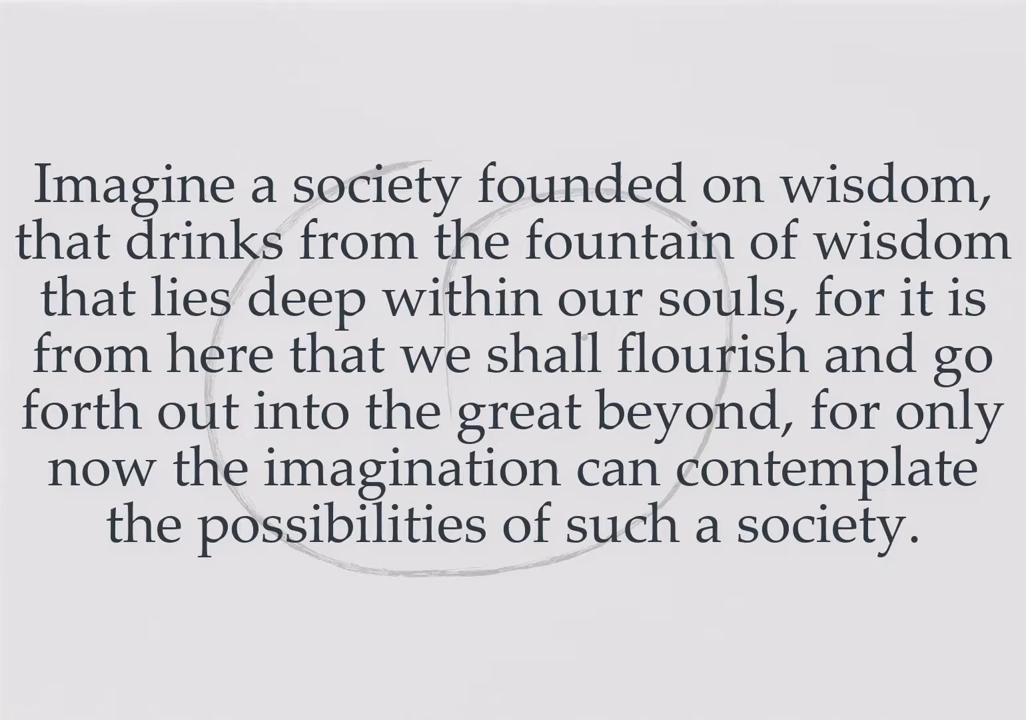 Imagine a society founded on wisdom,
that drinks from the fountain of wisdom
that lies deep within our souls, for it is
from here that we shall flourish and go
forth out into the great beyond, for only
now the imagination can contemplate
the possibilities of such a society.